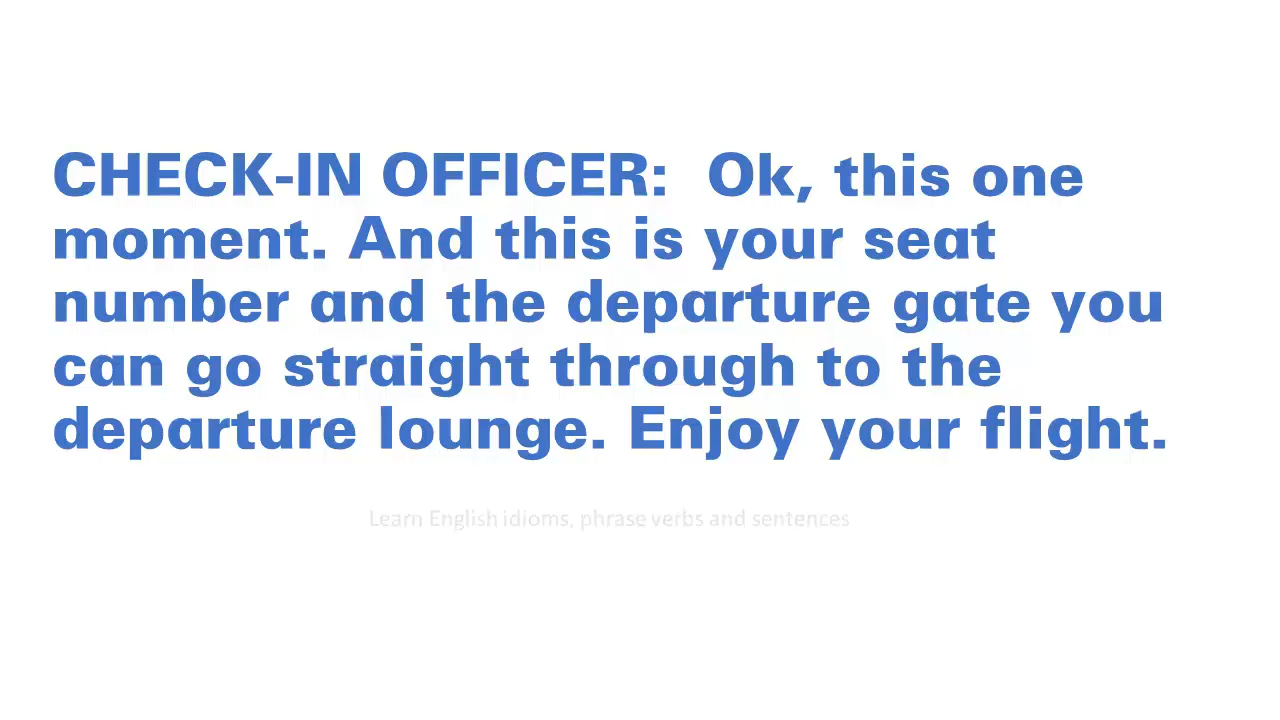 CHECK-IN OFFICER:  Ok, this one
moment. And this is your seat
number and the departure gate you
can go straight through to the
departure lounge. Enjoy your flight.
Learn English idioms, phrase verbs and sentences